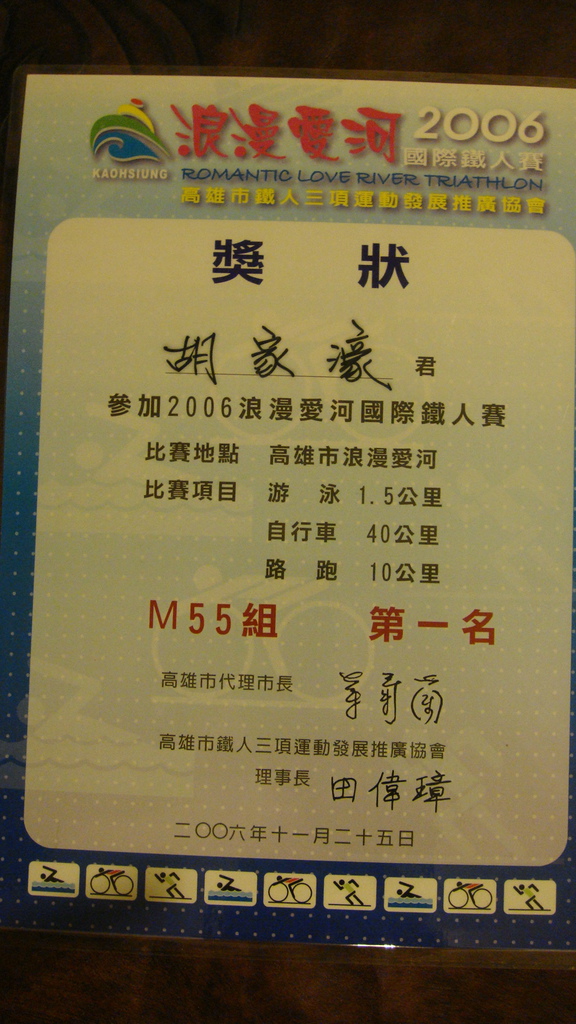 KAOHSIUNG
浪漫愛河 2006
國際鐵人賽
ROMANTIC LOVE RIVER TRIATHLON
高雄市鐵人三項運動發展推廣協會
獎 狀
胡家濠 君
參加2006浪漫愛河國際鐵人賽
比賽地點 高雄市浪漫愛河
比賽項目 游 泳 1.5公里
自行車 40公里
路 跑 10公里
M55組 第一名
高雄市代理市長 葉菊蘭
高雄市鐵人三項運動發展推廣協會
理事長 田偉璋
二〇〇六年十一月二十五日